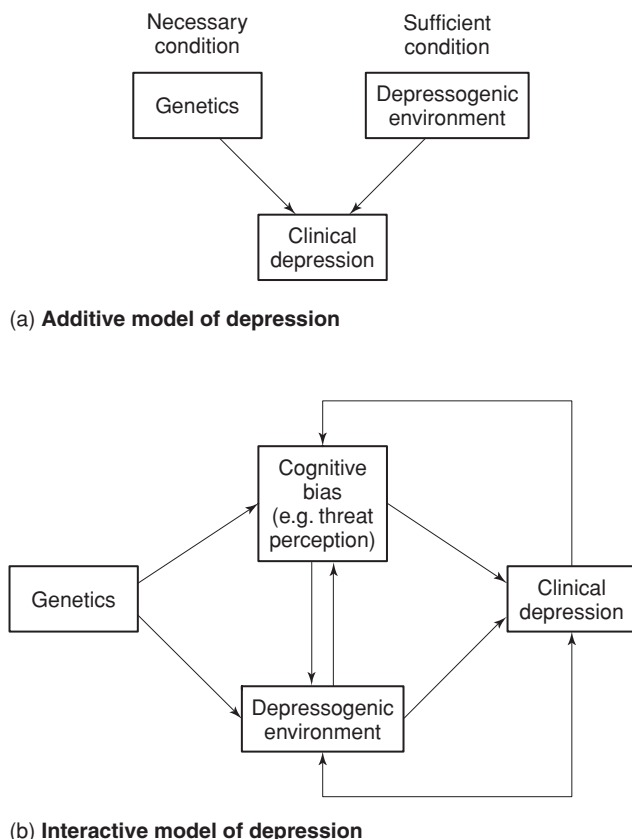 Necessary
condition
Sufficient
condition
Genetics
Depressogenic
environment
Clinical
depression
(a) Additive model of depression
Cognitive
bias
(e.g. threat
perception)
Genetics
Clinical
depression
Depressogenic
environment
(b) Interactive model of depression